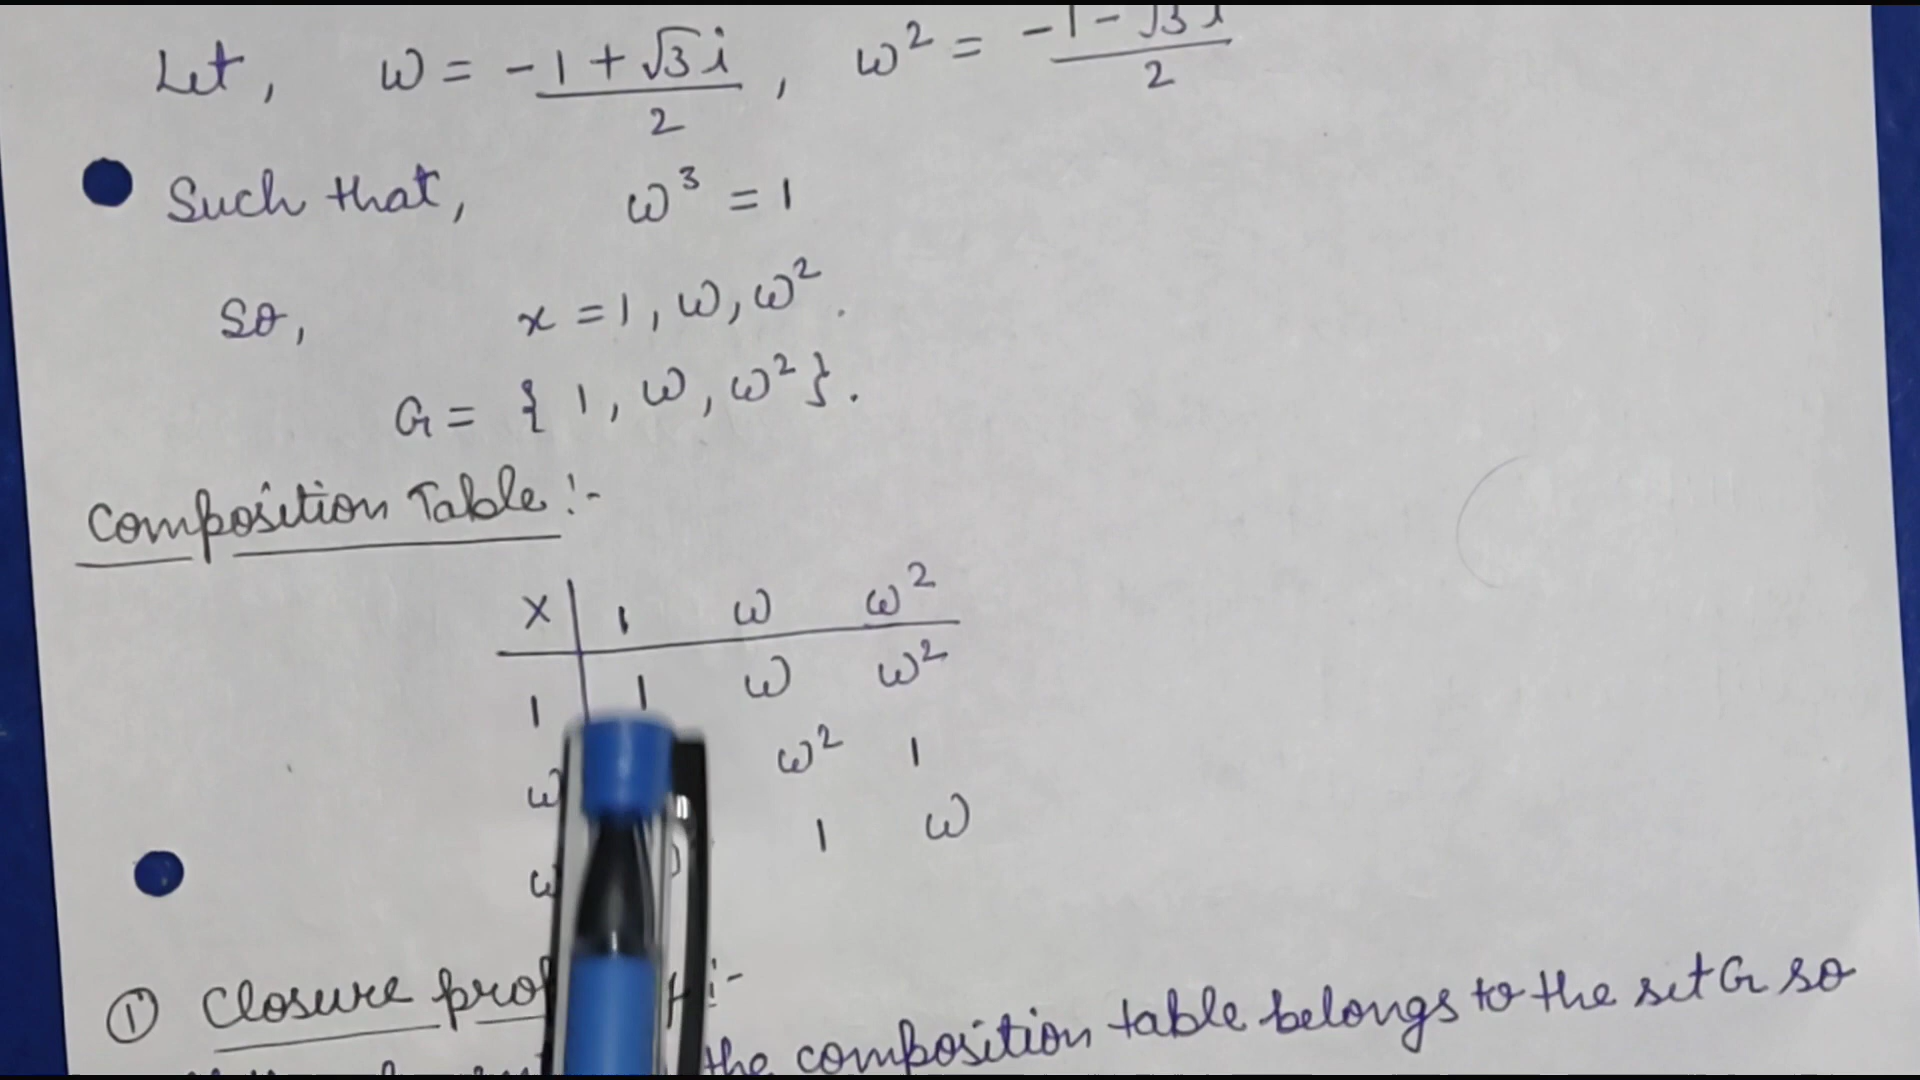 Let, ω = -1 + √3 i / 2 , ω² = -1 - √3 i / 2
Such that, ω³ = 1
So, x = 1, ω, ω².
G = { 1, ω, ω² }.
Composition Table :-
× | 1 ω ω²
1 | 1 ω ω²
ω ω² 1
1 ω
① Closure :-
the composition table belongs to the set G so